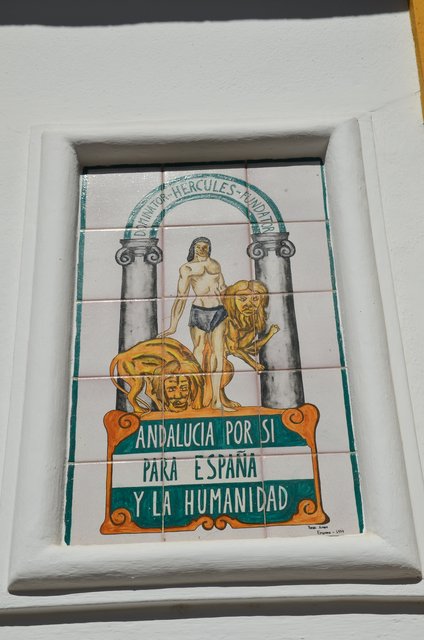 DOMINATOR-HERCULES-FUNDATOR
ANDALUCIA POR SI
PARA ESPAÑA
Y LA HUMANIDAD